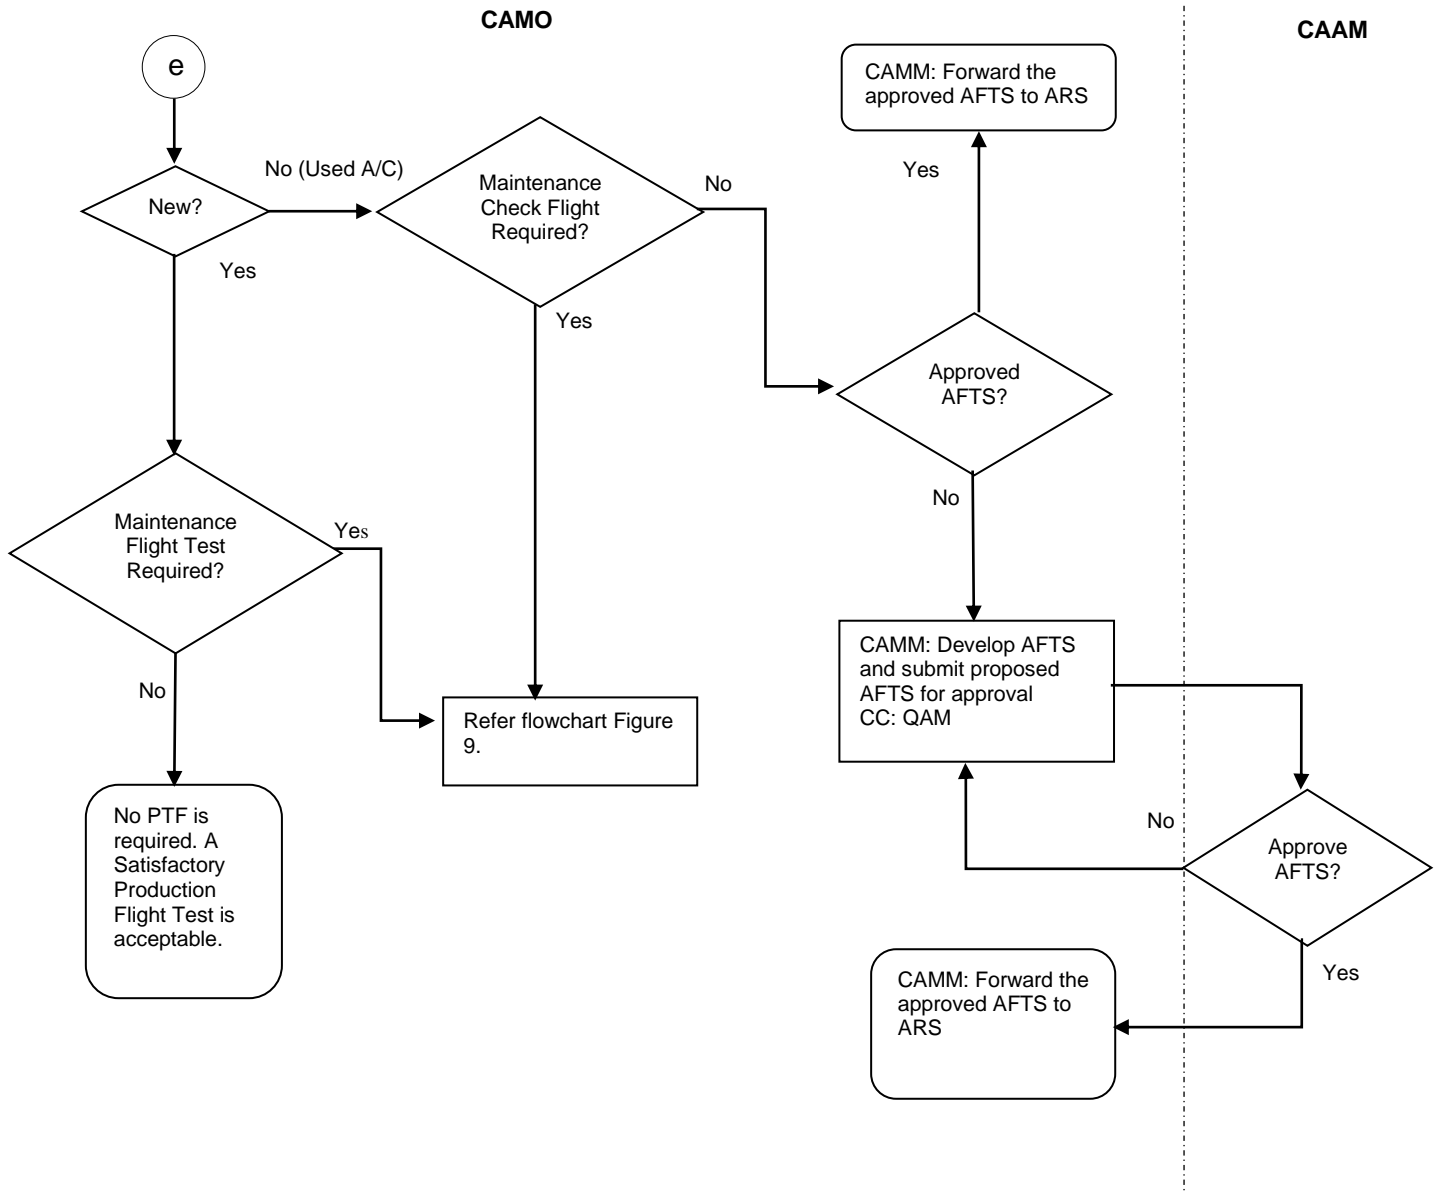 CAMO
CAAM
e
CAMM: Forward the
approved AFTS to ARS
No (Used A/C)
Yes
New?
Maintenance
Check Flight
Required?
No
Yes
Yes
Approved
AFTS?
No
Maintenance
Flight Test
Required?
Yes
No
Refer flowchart Figure
9.
CAMM: Develop AFTS
and submit proposed
AFTS for approval
CC: QAM
No PTF is
required. A
Satisfactory
Production
Flight Test is
acceptable.
No
Approve
AFTS?
Yes
CAMM: Forward the
approved AFTS to
ARS